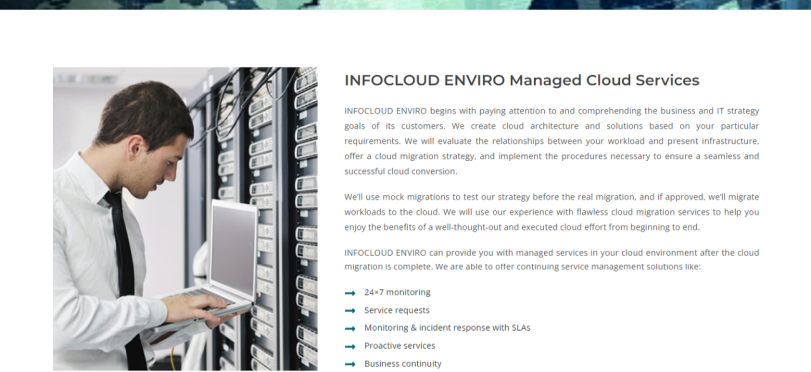 INFOCLOUD ENVIRO Managed Cloud Services
INFOCLOUD ENVIRO begins with paying attention to and comprehending the business and IT strategy
goals of its customers. We create cloud architecture and solutions based on your particular
requirements. We will evaluate the relationships between your workload and present infrastructure,
offer a cloud migration strategy, and implement the procedures necessary to ensure a seamless and
successful cloud conversion.
We'll use mock migrations to test our strategy before the real migration, and if approved, we'll migrate
workloads to the cloud. We will use our experience with flawless cloud migration services to help you
enjoy the benefits of a well-thought-out and executed cloud effort from beginning to end.
INFOCLOUD ENVIRO can provide you with managed services in your cloud environment after the cloud
migration is complete. We are able to offer continuing service management solutions like:
24×7 monitoring
Service requests
Monitoring & incident response with SLAs
Proactive services
Business continuity